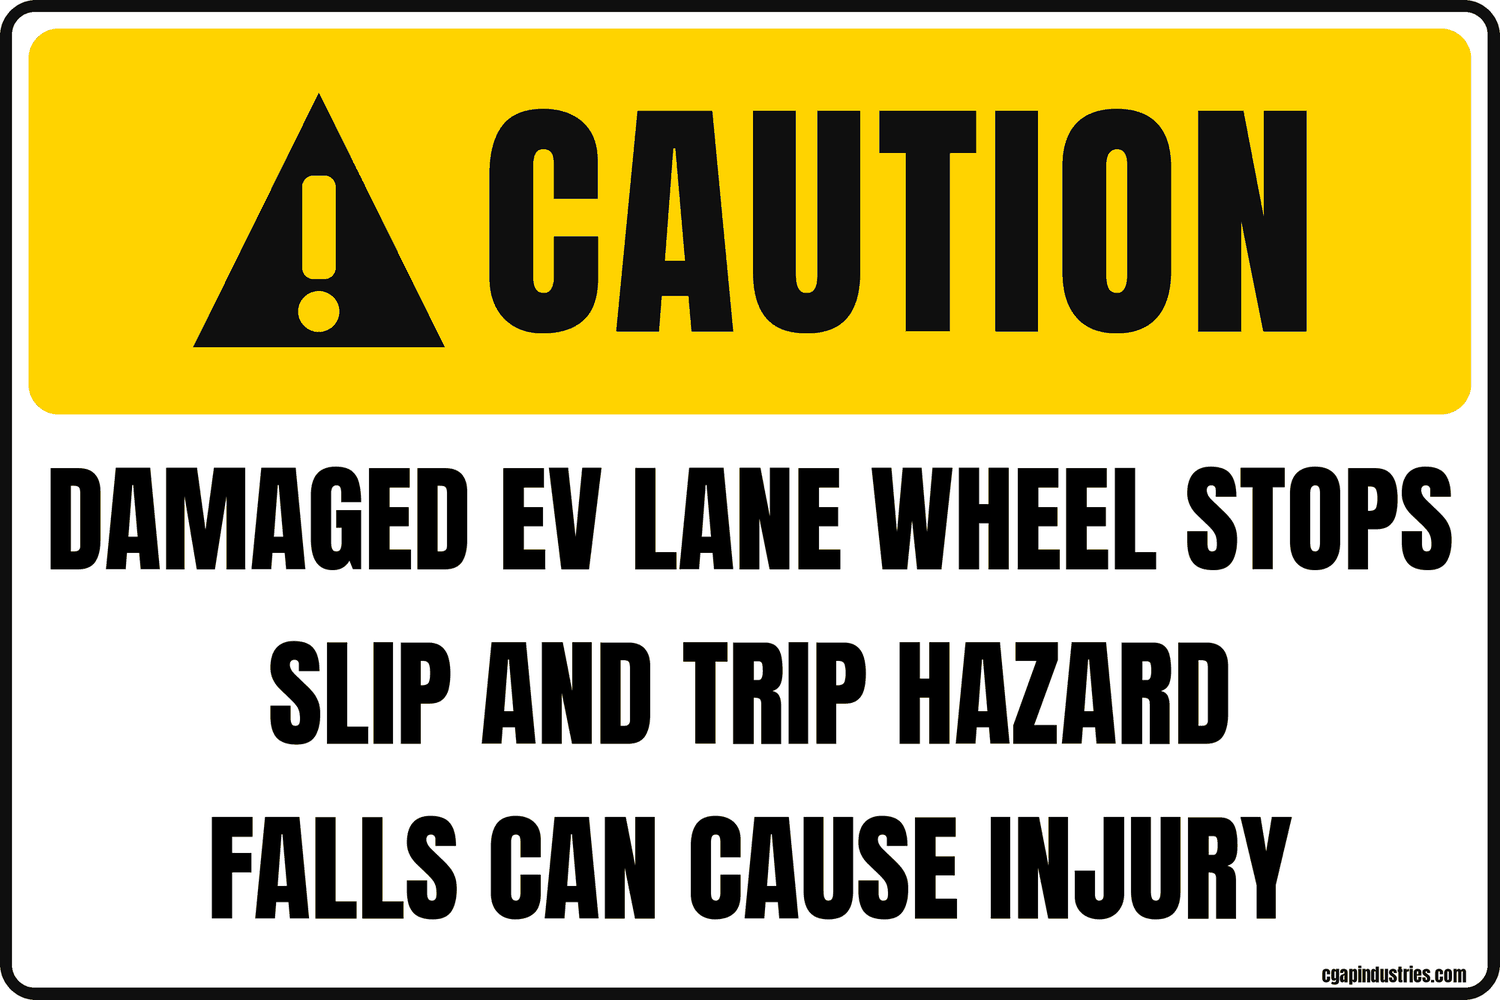 CAUTION
DAMAGED EV LANE WHEEL STOPS
SLIP AND TRIP HAZARD
FALLS CAN CAUSE INJURY
cgapindustries.com